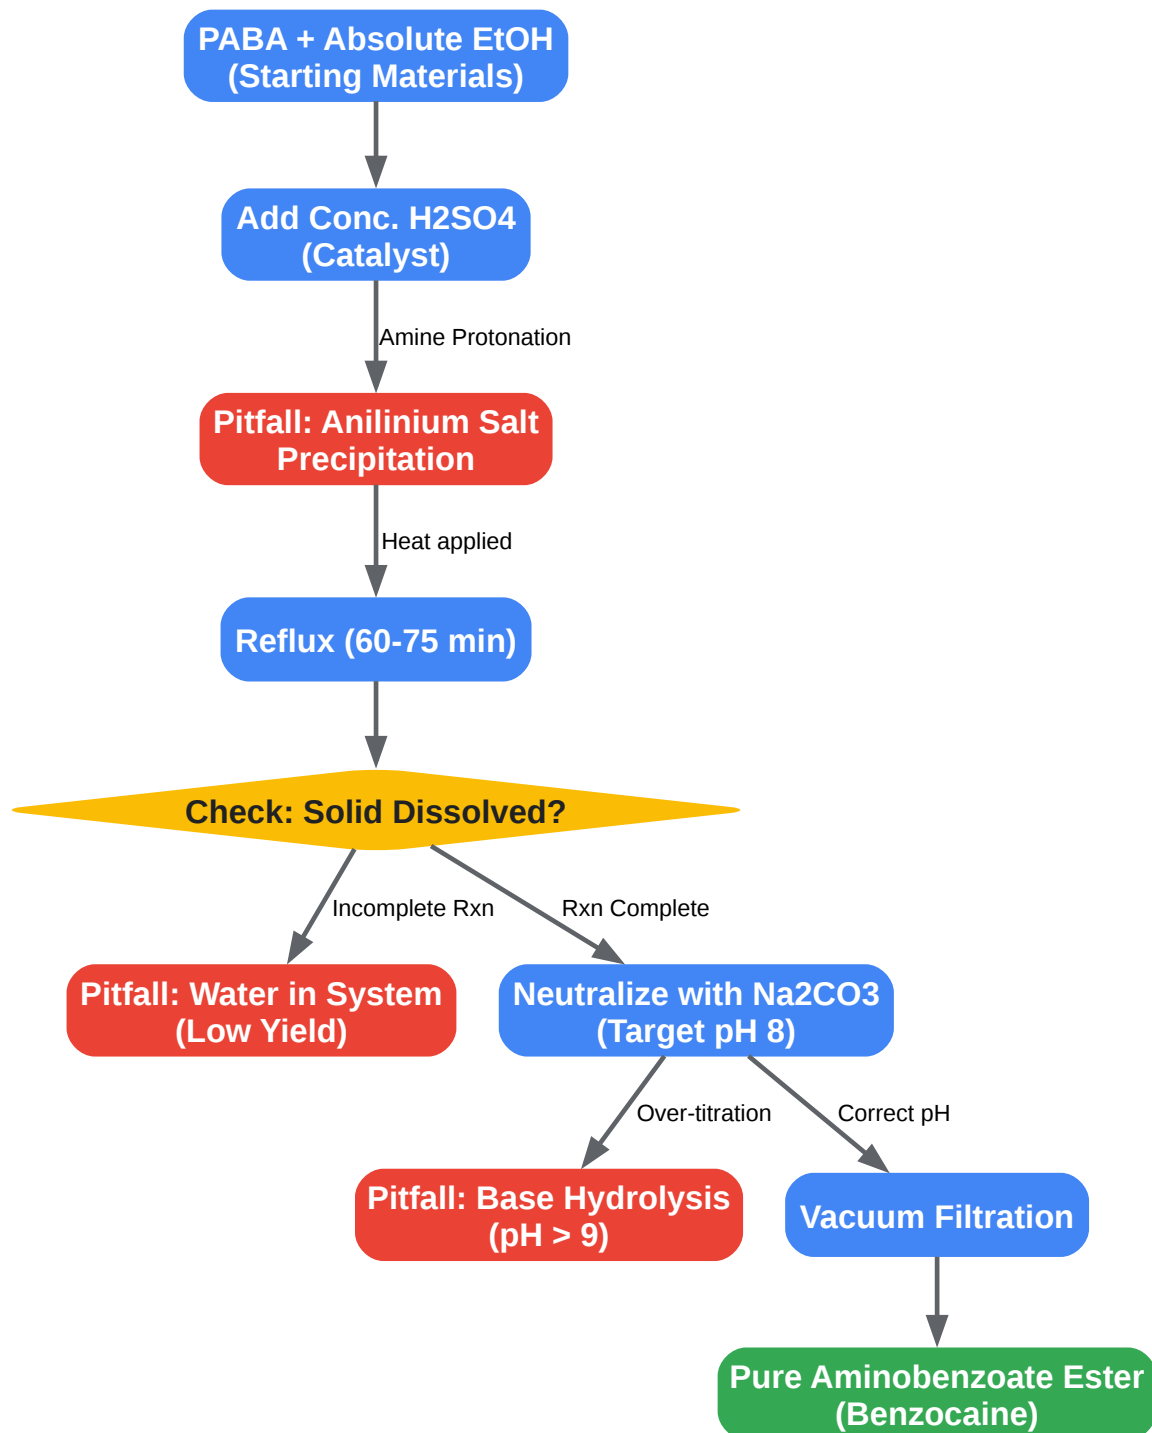 PABA + Absolute EtOH
(Starting Materials)
Add Conc. H2SO4
(Catalyst)
Amine Protonation
Pitfall: Anilinium Salt
Precipitation
Heat applied
Reflux (60-75 min)
Check: Solid Dissolved?
Incomplete Rxn
Rxn Complete
Pitfall: Water in System
(Low Yield)
Neutralize with Na2CO3
(Target pH 8)
Over-titration
Correct pH
Pitfall: Base Hydrolysis
(pH > 9)
Vacuum Filtration
Pure Aminobenzoate Ester
(Benzocaine)